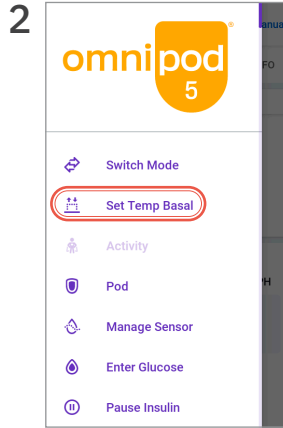 2
omnipod®
5
Switch Mode
Set Temp Basal
Activity
Pod
Manage Sensor
Enter Glucose
Pause Insulin